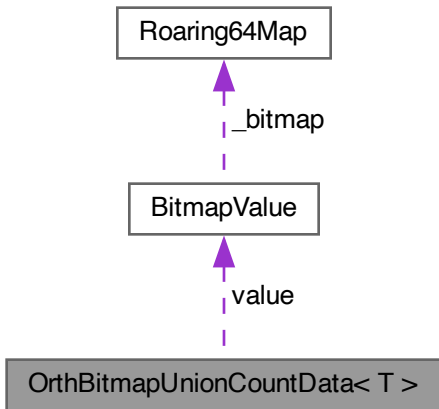 Roaring64Map
_bitmap
BitmapValue
value
OrthBitmapUnionCountData< T >